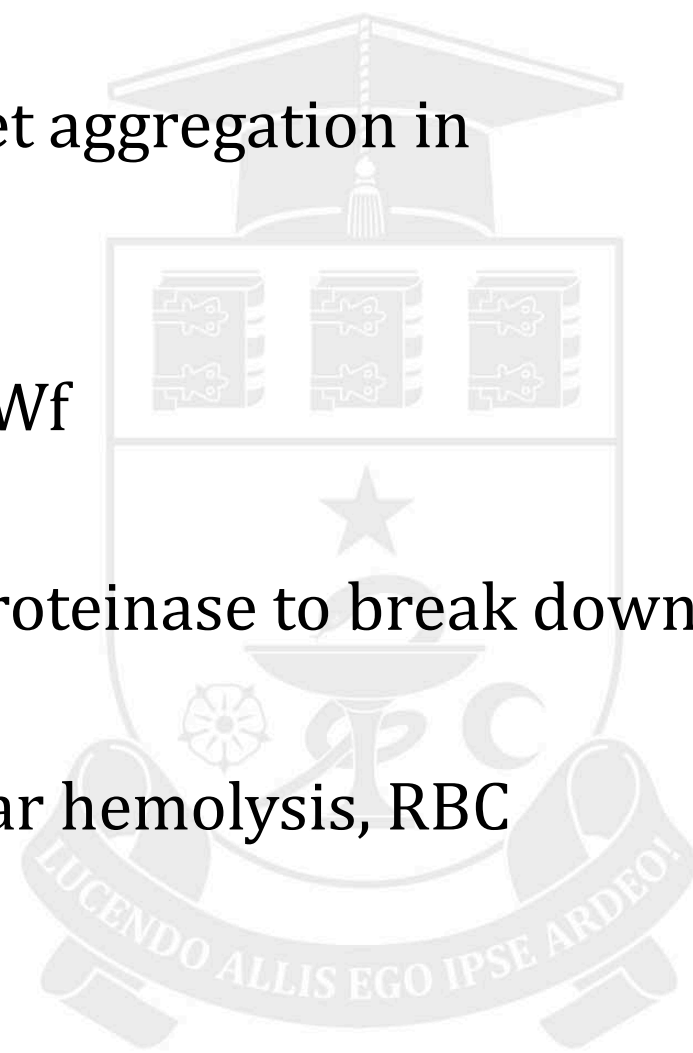 et aggregation in
Wf
roteinase to break down
ar hemolysis, RBC
LUCENDO ALLIS EGO IPSE ARDEO!